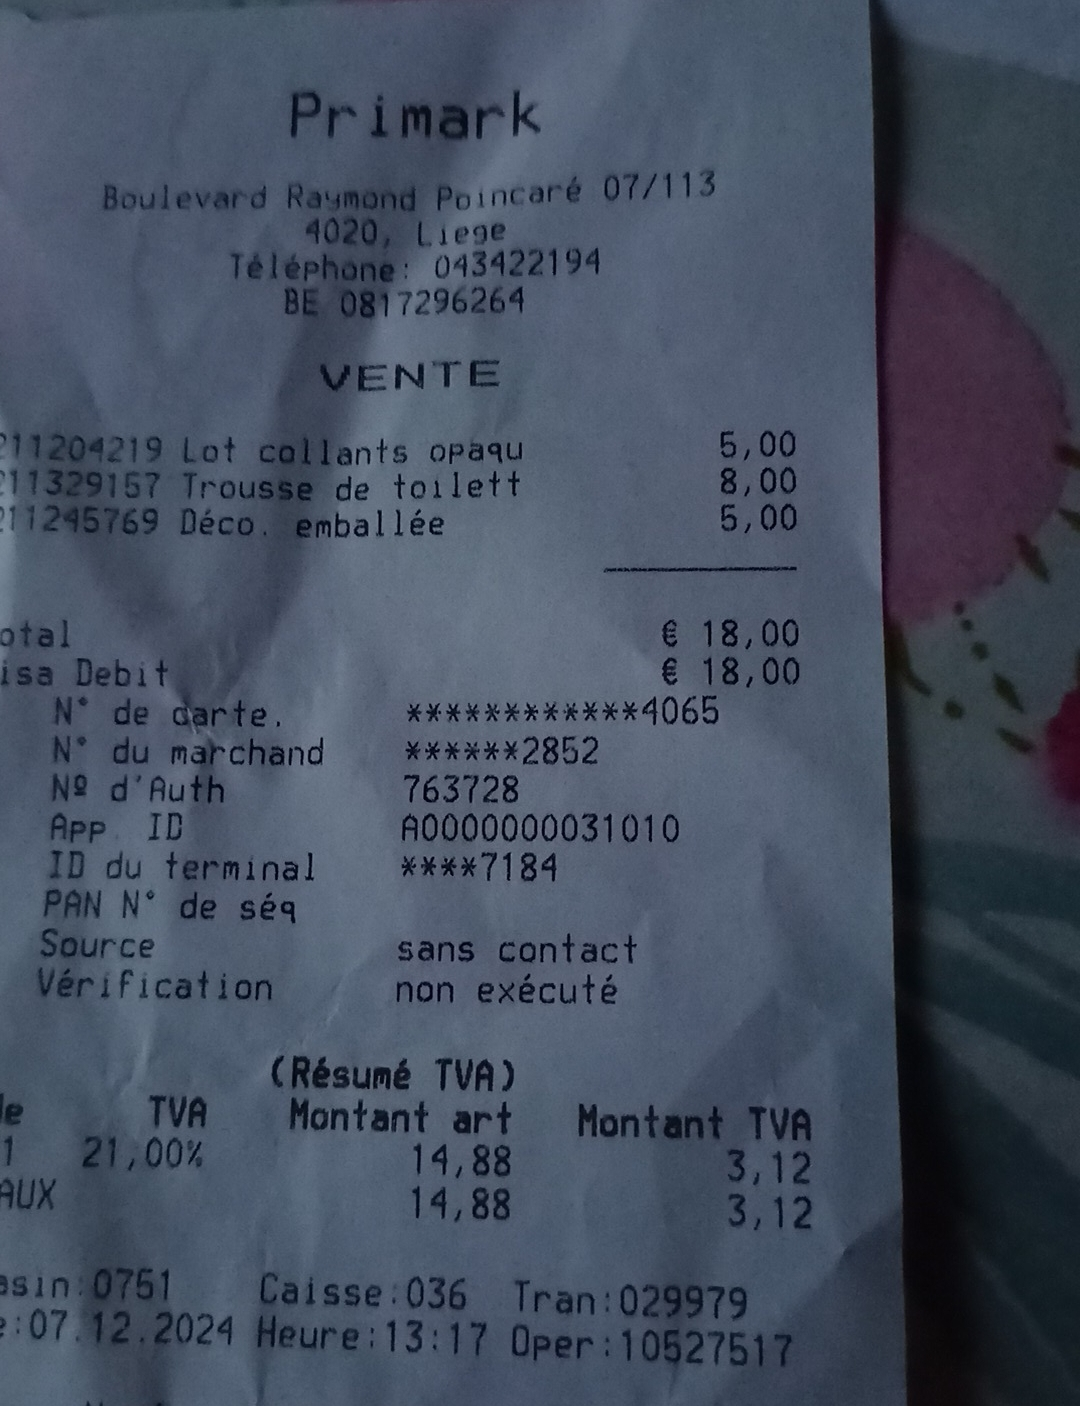 Primark
Boulevard Raymond Poincaré 07/113
4020, Liege
Téléphone: 043422194
BE 0817296264
VENTE
211204219 Lot collants opaqu 5,00
211329157 Trousse de toilett 8,00
211245769 Déco. emballée 5,00
otal € 18,00
isa Debit € 18,00
N° de carte. ************4065
N° du marchand ******2852
Nº d'Auth 763728
App. ID A0000000031010
ID du terminal ****7184
PAN N° de séq
Source sans contact
Vérification non exécuté
(Résumé TVA)
de TVA Montant art Montant TVA
1 21,00% 14,88 3,12
AUX 14,88 3,12
asin:0751 Caisse:036 Tran:029979
e:07.12.2024 Heure:13:17 Oper:10527517